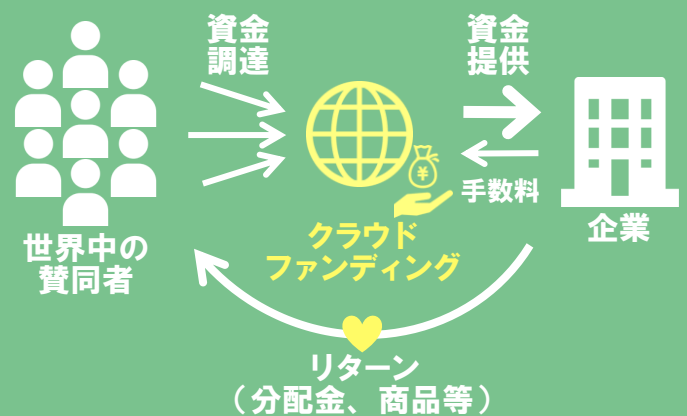 資金
調達
資金
提供
手数料
世界中の
賛同者
クラウド
ファンディング
¥
企業
リターン
（分配金、商品等）